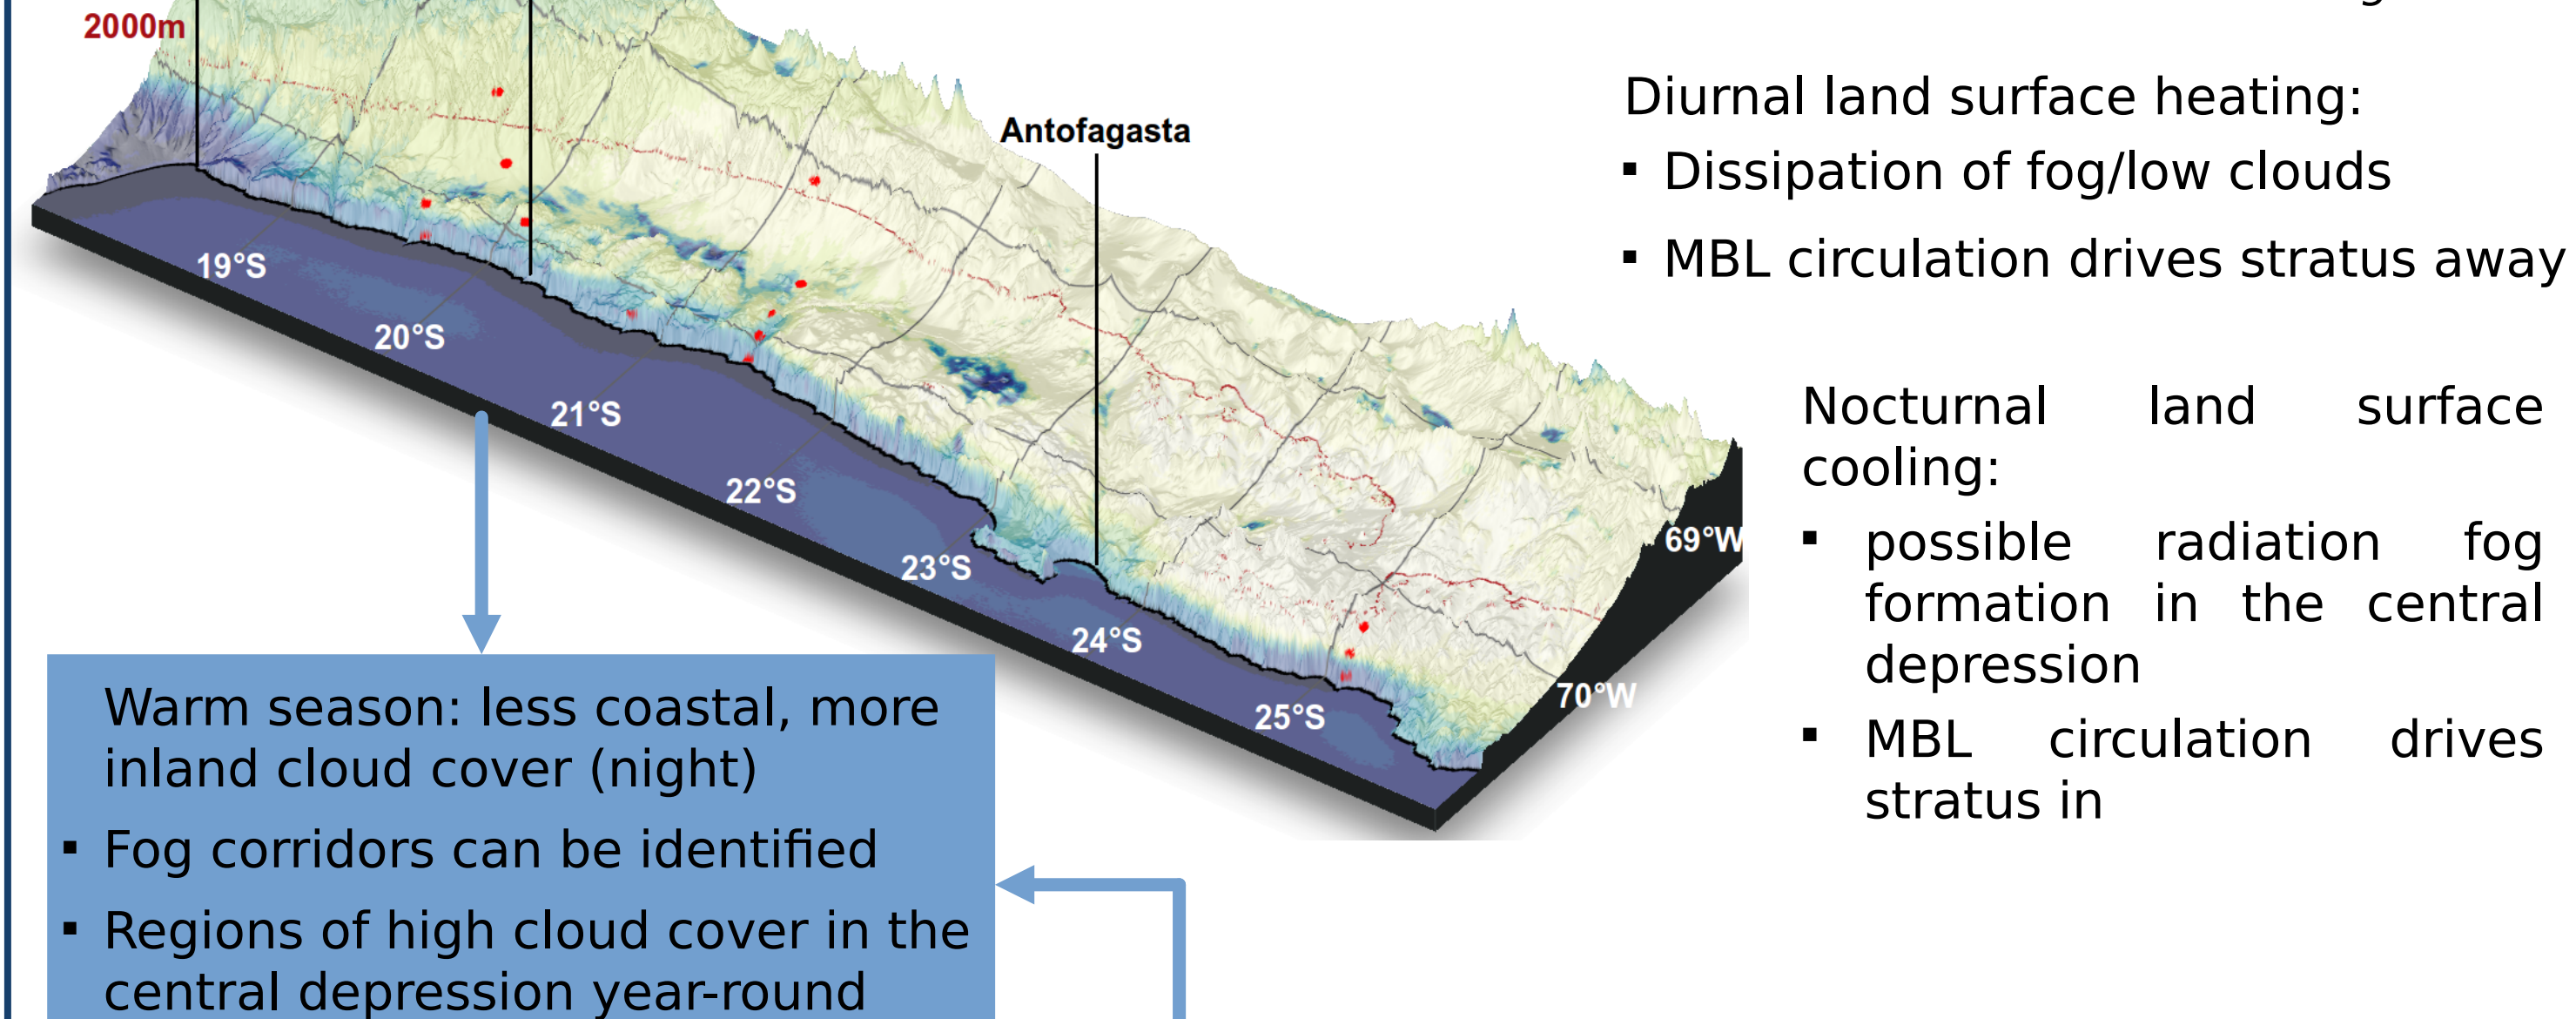 2000m
Antofagasta
19°S
20°S
21°S
22°S
23°S
24°S
25°S
69°W
70°W
Diurnal land surface heating:
▪ Dissipation of fog/low clouds
▪ MBL circulation drives stratus away
Nocturnal land surface
cooling:
▪ possible radiation fog
formation in the central
depression
▪ MBL circulation drives
stratus in
Warm season: less coastal, more
inland cloud cover (night)
▪ Fog corridors can be identified
▪ Regions of high cloud cover in the
central depression year-round